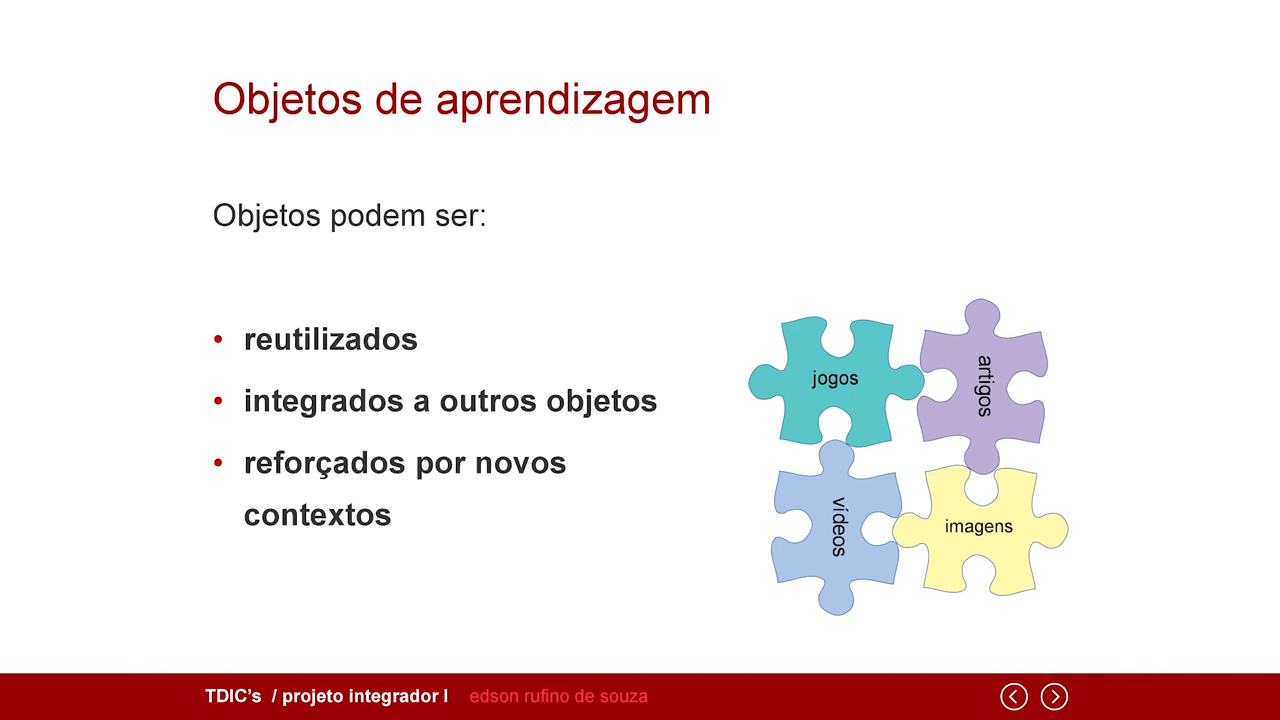 Objetos de aprendizagem
Objetos podem ser:
• reutilizados
• integrados a outros objetos
• reforçados por novos
contextos
jogos
artigos
vídeos
imagens
TDIC’s / projeto integrador I edson rufino de souza